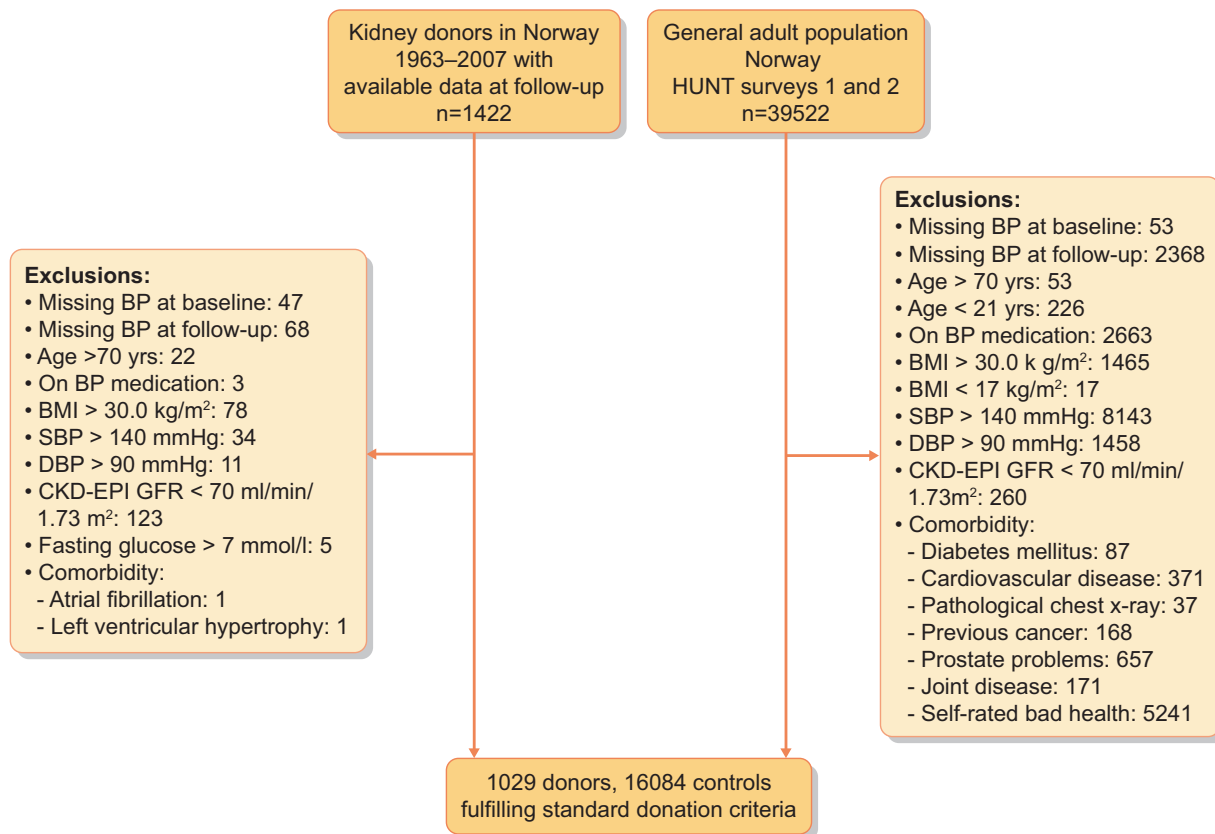 Kidney donors in Norway
1963–2007 with
available data at follow-up
n=1422
General adult population
Norway
HUNT surveys 1 and 2
n=39522
Exclusions:
• Missing BP at baseline: 47
• Missing BP at follow-up: 68
• Age >70 yrs: 22
• On BP medication: 3
• BMI > 30.0 kg/m²: 78
• SBP > 140 mmHg: 34
• DBP > 90 mmHg: 11
• CKD-EPI GFR < 70 ml/min/
1.73 m²: 123
• Fasting glucose > 7 mmol/l: 5
• Comorbidity:
- Atrial fibrillation: 1
- Left ventricular hypertrophy: 1
Exclusions:
• Missing BP at baseline: 53
• Missing BP at follow-up: 2368
• Age > 70 yrs: 53
• Age < 21 yrs: 226
• On BP medication: 2663
• BMI > 30.0 k g/m²: 1465
• BMI < 17 kg/m²: 17
• SBP > 140 mmHg: 8143
• DBP > 90 mmHg: 1458
• CKD-EPI GFR < 70 ml/min/
1.73m²: 260
• Comorbidity:
- Diabetes mellitus: 87
- Cardiovascular disease: 371
- Pathological chest x-ray: 37
- Previous cancer: 168
- Prostate problems: 657
- Joint disease: 171
- Self-rated bad health: 5241
1029 donors, 16084 controls
fulfilling standard donation criteria